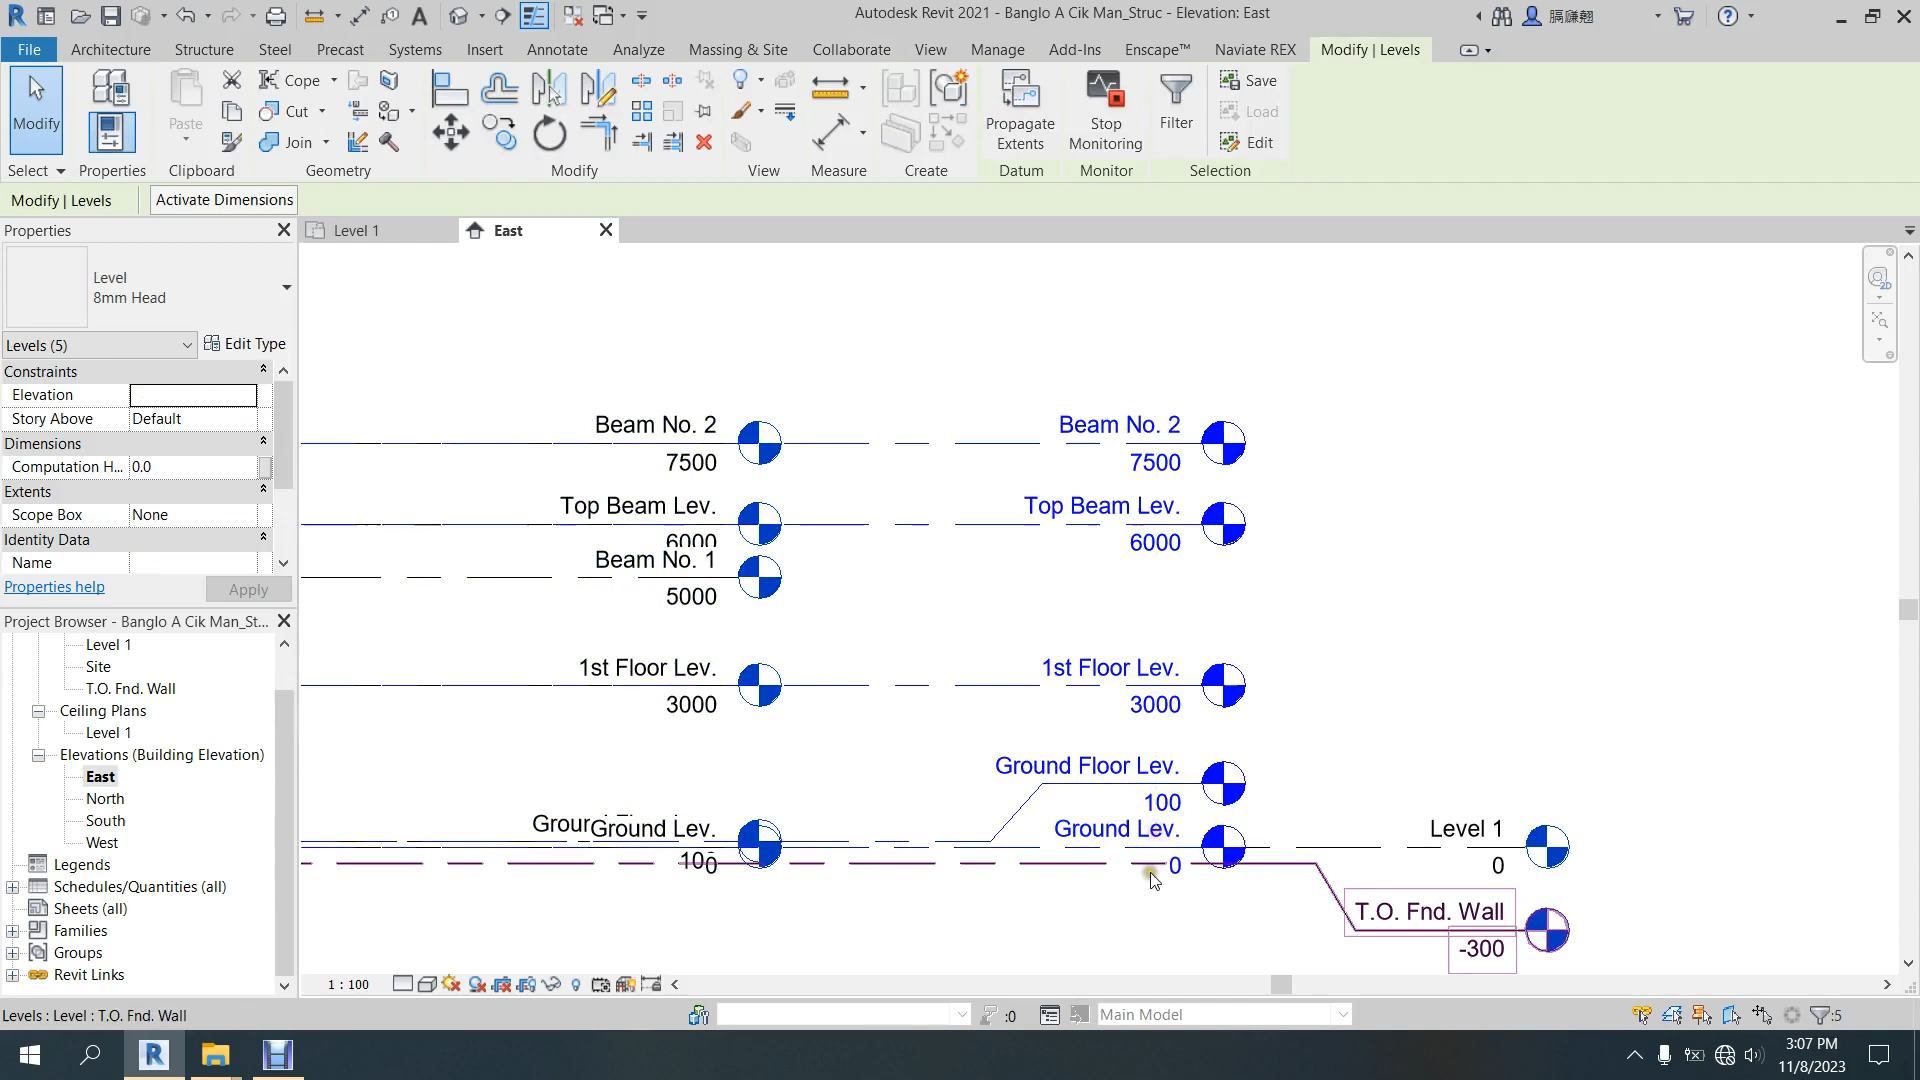 Autodesk Revit 2021 - Banglo A Cik Man_Struc - Elevation: East
膈賺翗
File
Architecture
Structure
Steel
Precast
Systems
Insert
Annotate
Analyze
Massing & Site
Collaborate
View
Manage
Add-Ins
Enscape™
Naviate REX
Modify | Levels
Modify
Paste
Cope
Cut
Join
Propagate
Extents
Stop
Monitoring
Filter
Save
Load
Edit
Select
Properties
Clipboard
Geometry
Modify
View
Measure
Create
Datum
Monitor
Selection
Modify | Levels
Activate Dimensions
Properties
Level
8mm Head
Levels (5)
Edit Type
Constraints
Elevation
Story Above
Default
Dimensions
Computation H...
0.0
Extents
Scope Box
None
Identity Data
Name
Properties help
Apply
Project Browser - Banglo A Cik Man_St...
Level 1
Site
T.O. Fnd. Wall
Ceiling Plans
Level 1
Elevations (Building Elevation)
East
North
South
West
Legends
Schedules/Quantities (all)
Sheets (all)
Families
Groups
Revit Links
Level 1
East
Beam No. 2
7500
Beam No. 2
7500
Top Beam Lev.
6000
Top Beam Lev.
6000
Beam No. 1
5000
1st Floor Lev.
3000
1st Floor Lev.
3000
Ground Floor Lev.
100
Ground Lev.
0
Ground Lev.
0
Level 1
0
T.O. Fnd. Wall
-300
1 : 100
Levels : Level : T.O. Fnd. Wall
:0
Main Model
:5
3:07 PM
11/8/2023